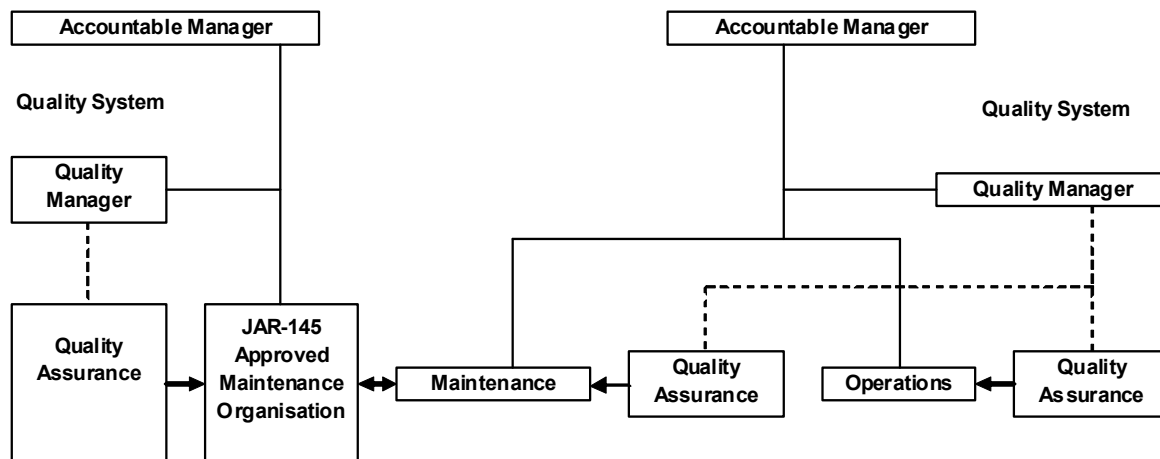 Accountable Manager
Accountable Manager
Quality System
Quality System
Quality
Manager
Quality Manager
Quality
Assurance
JAR-145
Approved
Maintenance
Organisation
Maintenance
Quality
Assurance
Operations
Quality
Assurance